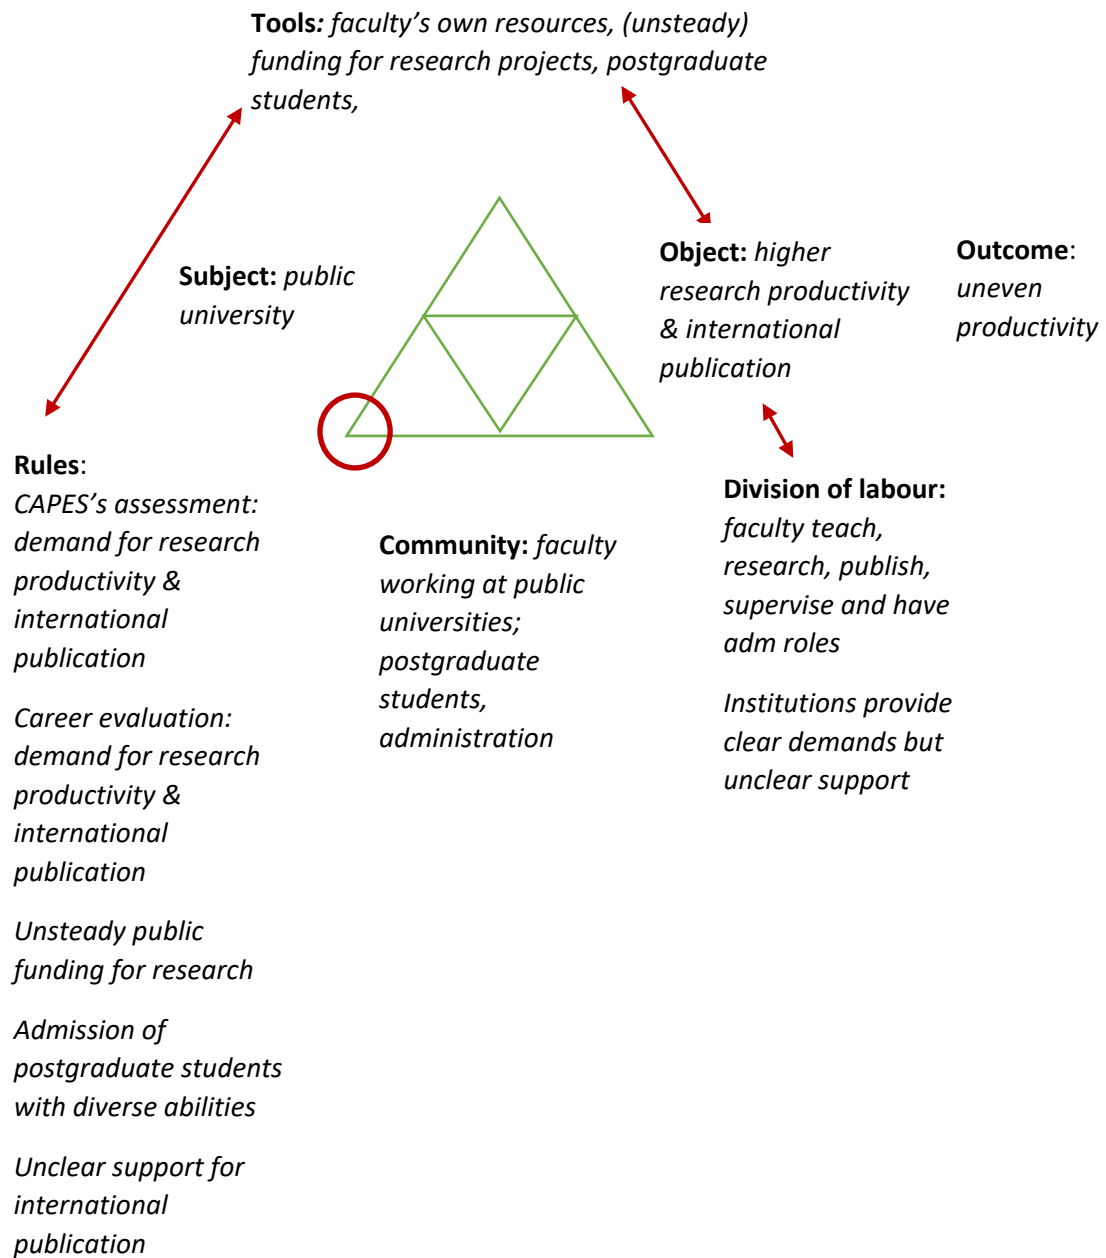 Tools: faculty’s own resources, (unsteady)
funding for research projects, postgraduate
students,
Subject: public
university
Object: higher
research productivity
& international
publication
Outcome:
uneven
productivity
Rules:
CAPES’s assessment:
demand for research
productivity &
international
publication
Career evaluation:
demand for research
productivity &
international
publication
Unsteady public
funding for research
Admission of
postgraduate students
with diverse abilities
Unclear support for
international
publication
Community: faculty
working at public
universities;
postgraduate
students,
administration
Division of labour:
faculty teach,
research, publish,
supervise and have
adm roles
Institutions provide
clear demands but
unclear support